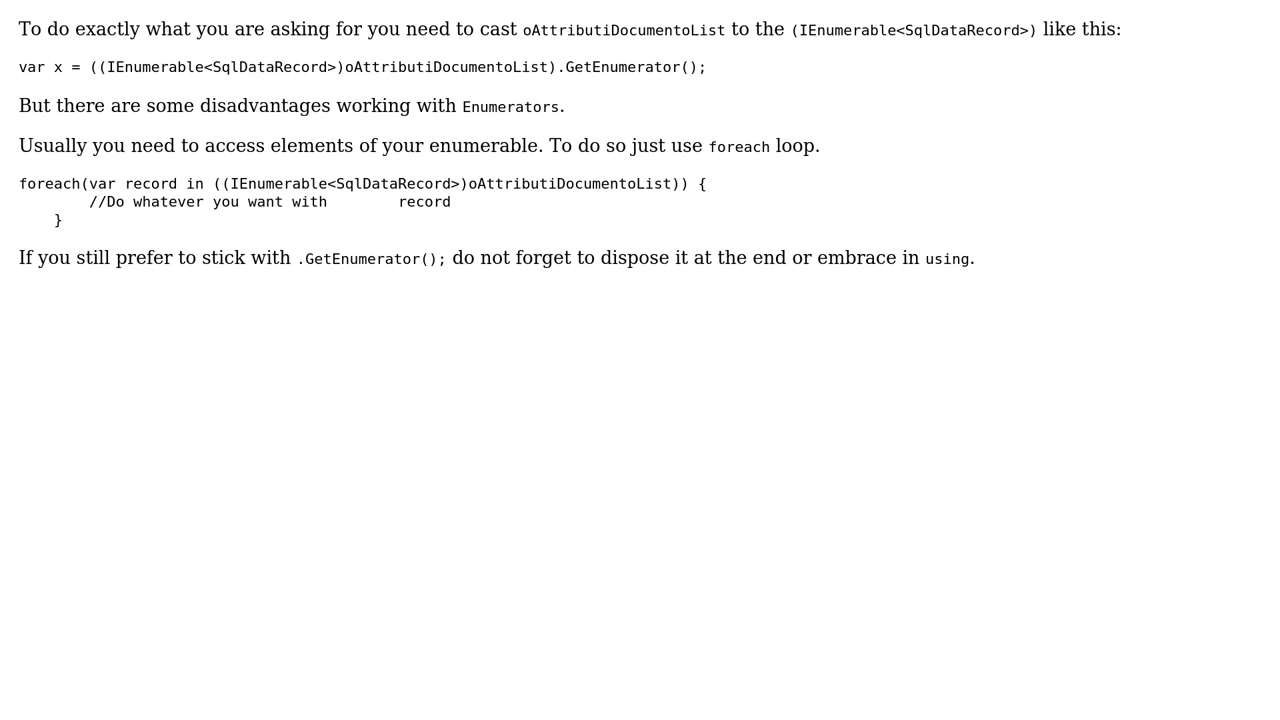 To do exactly what you are asking for you need to cast oAttributiDocumentoList to the (IEnumerable<SqlDataRecord>) like this:
var x = ((IEnumerable<SqlDataRecord>)oAttributiDocumentoList).GetEnumerator();
But there are some disadvantages working with Enumerators.
Usually you need to access elements of your enumerable. To do so just use foreach loop.
foreach(var record in ((IEnumerable<SqlDataRecord>)oAttributiDocumentoList)) {
        //Do whatever you want with        record
    }
If you still prefer to stick with .GetEnumerator(); do not forget to dispose it at the end or embrace in using.